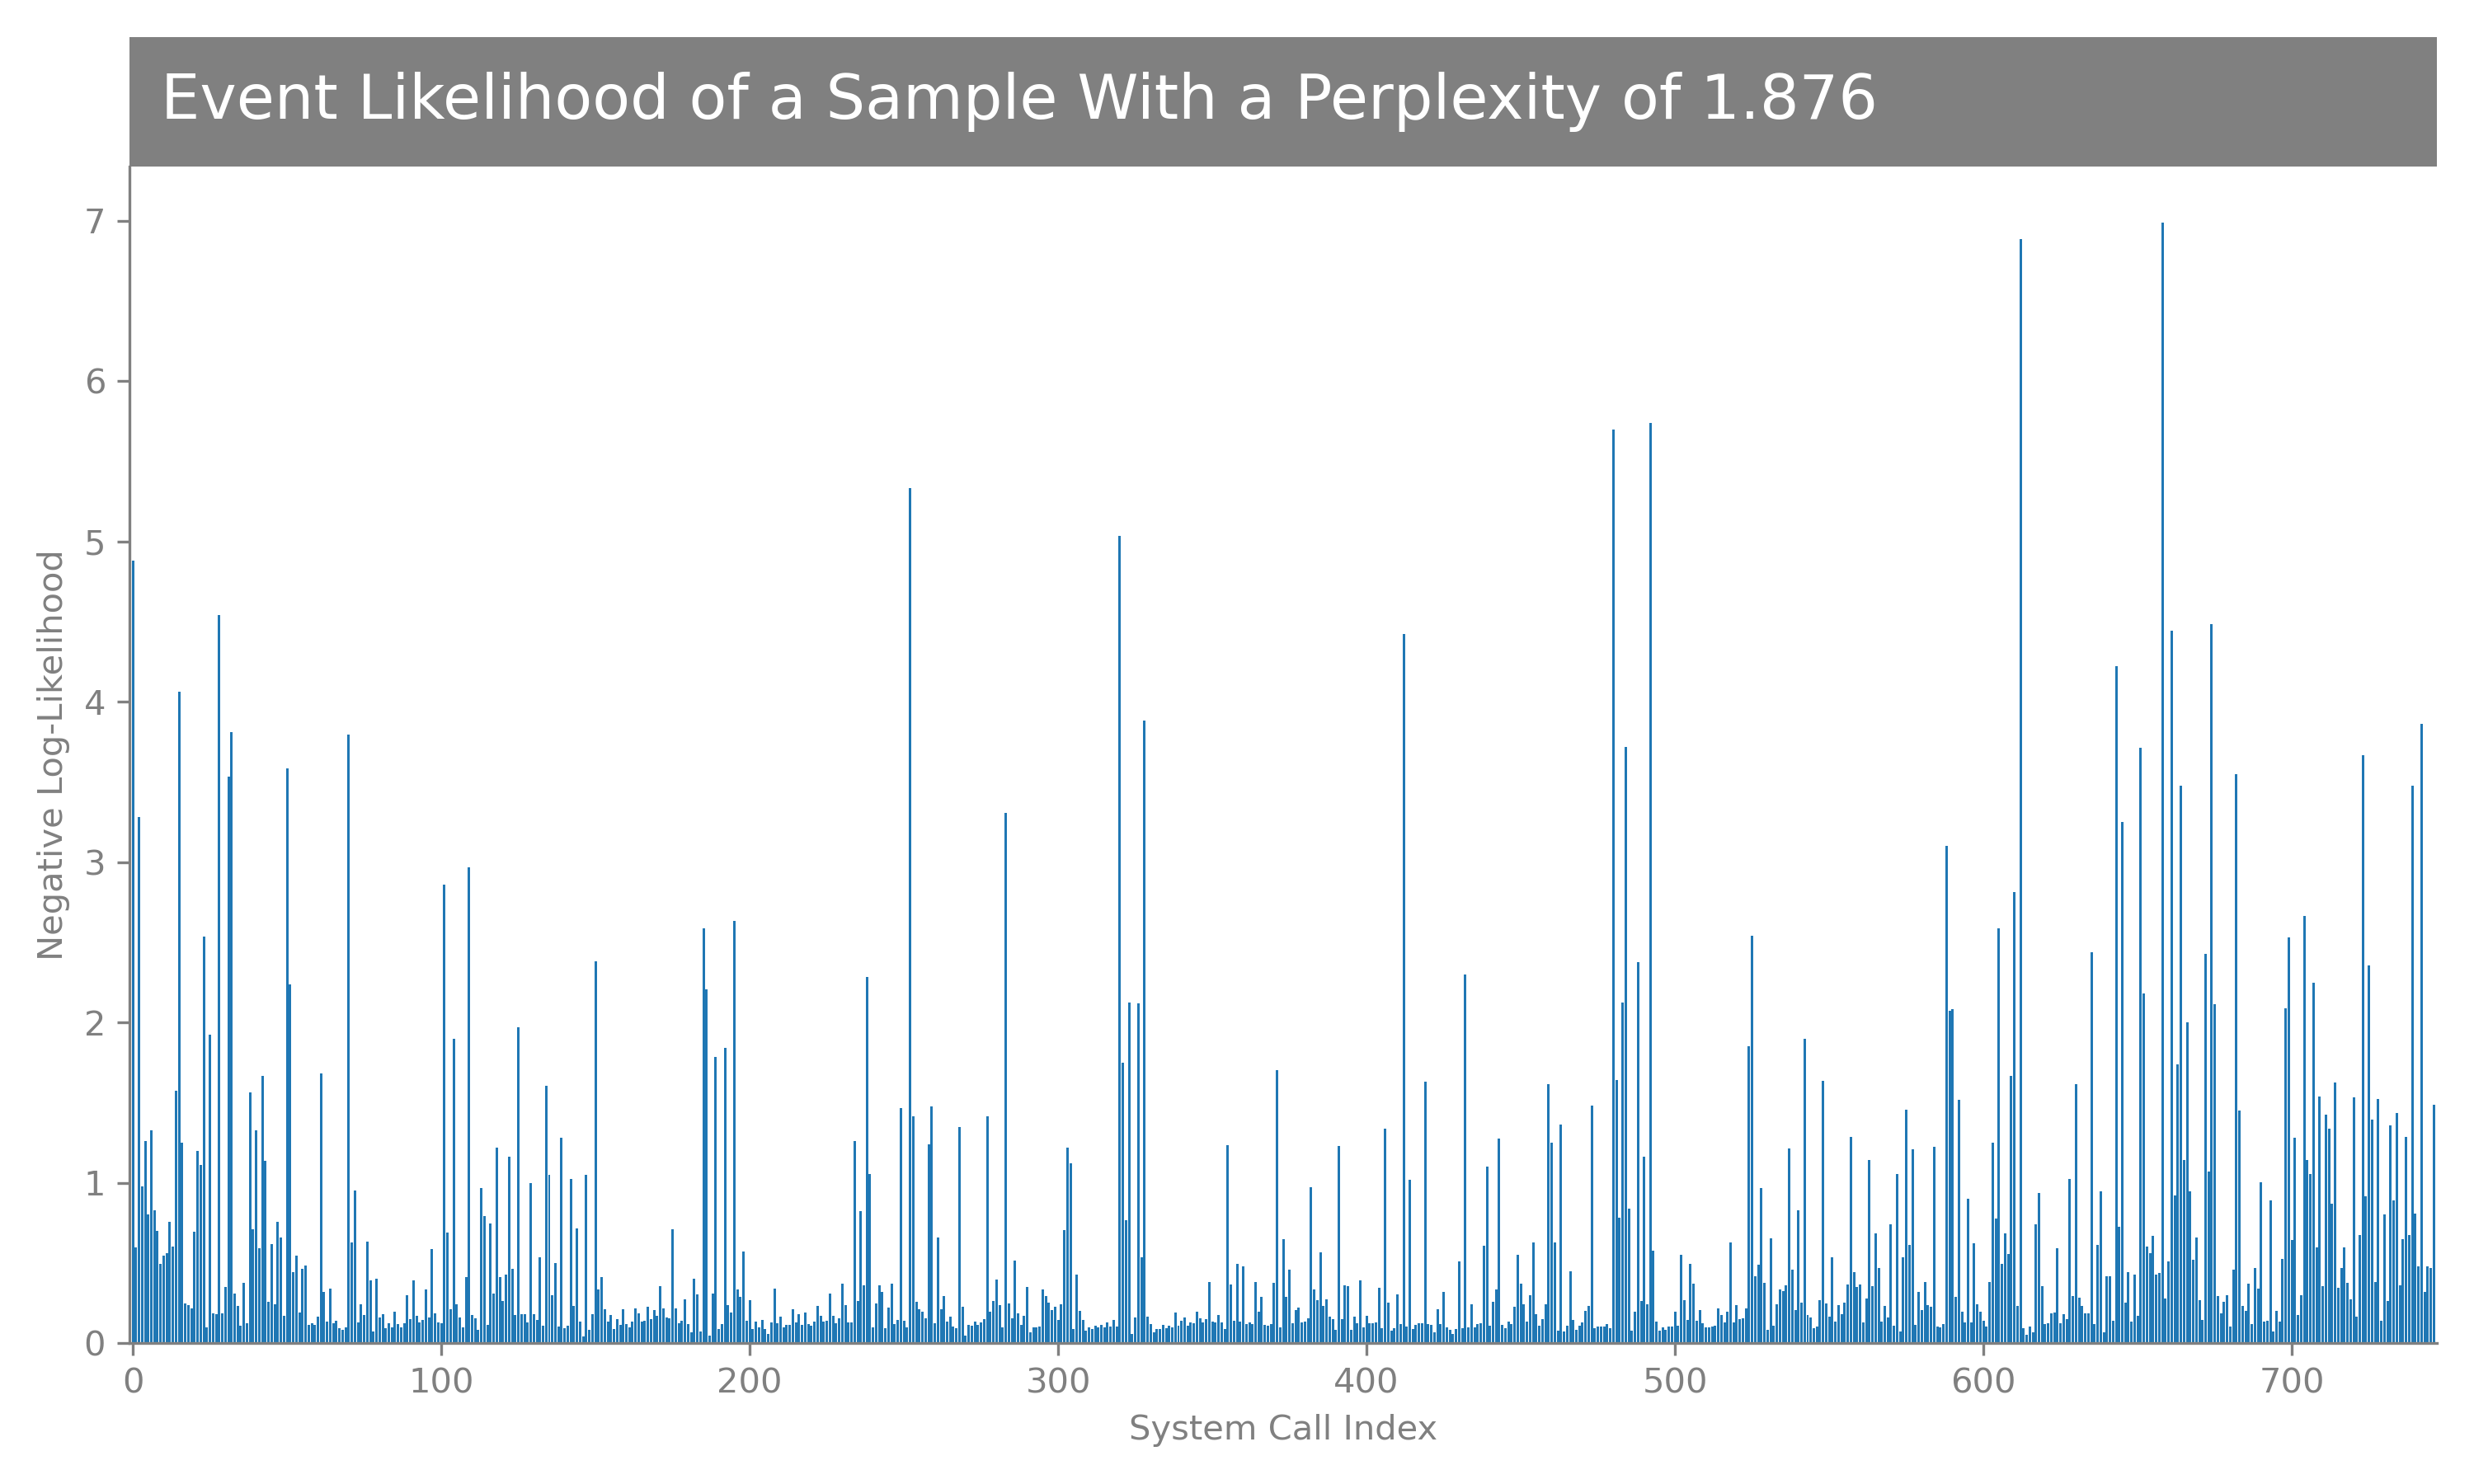 Event Likelihood of a Sample With a Perplexity of 1.876
7
6
5
4
3
2
1
0
Negative Log-Likelihood
0 100 200 300 400 500 600 700
System Call Index